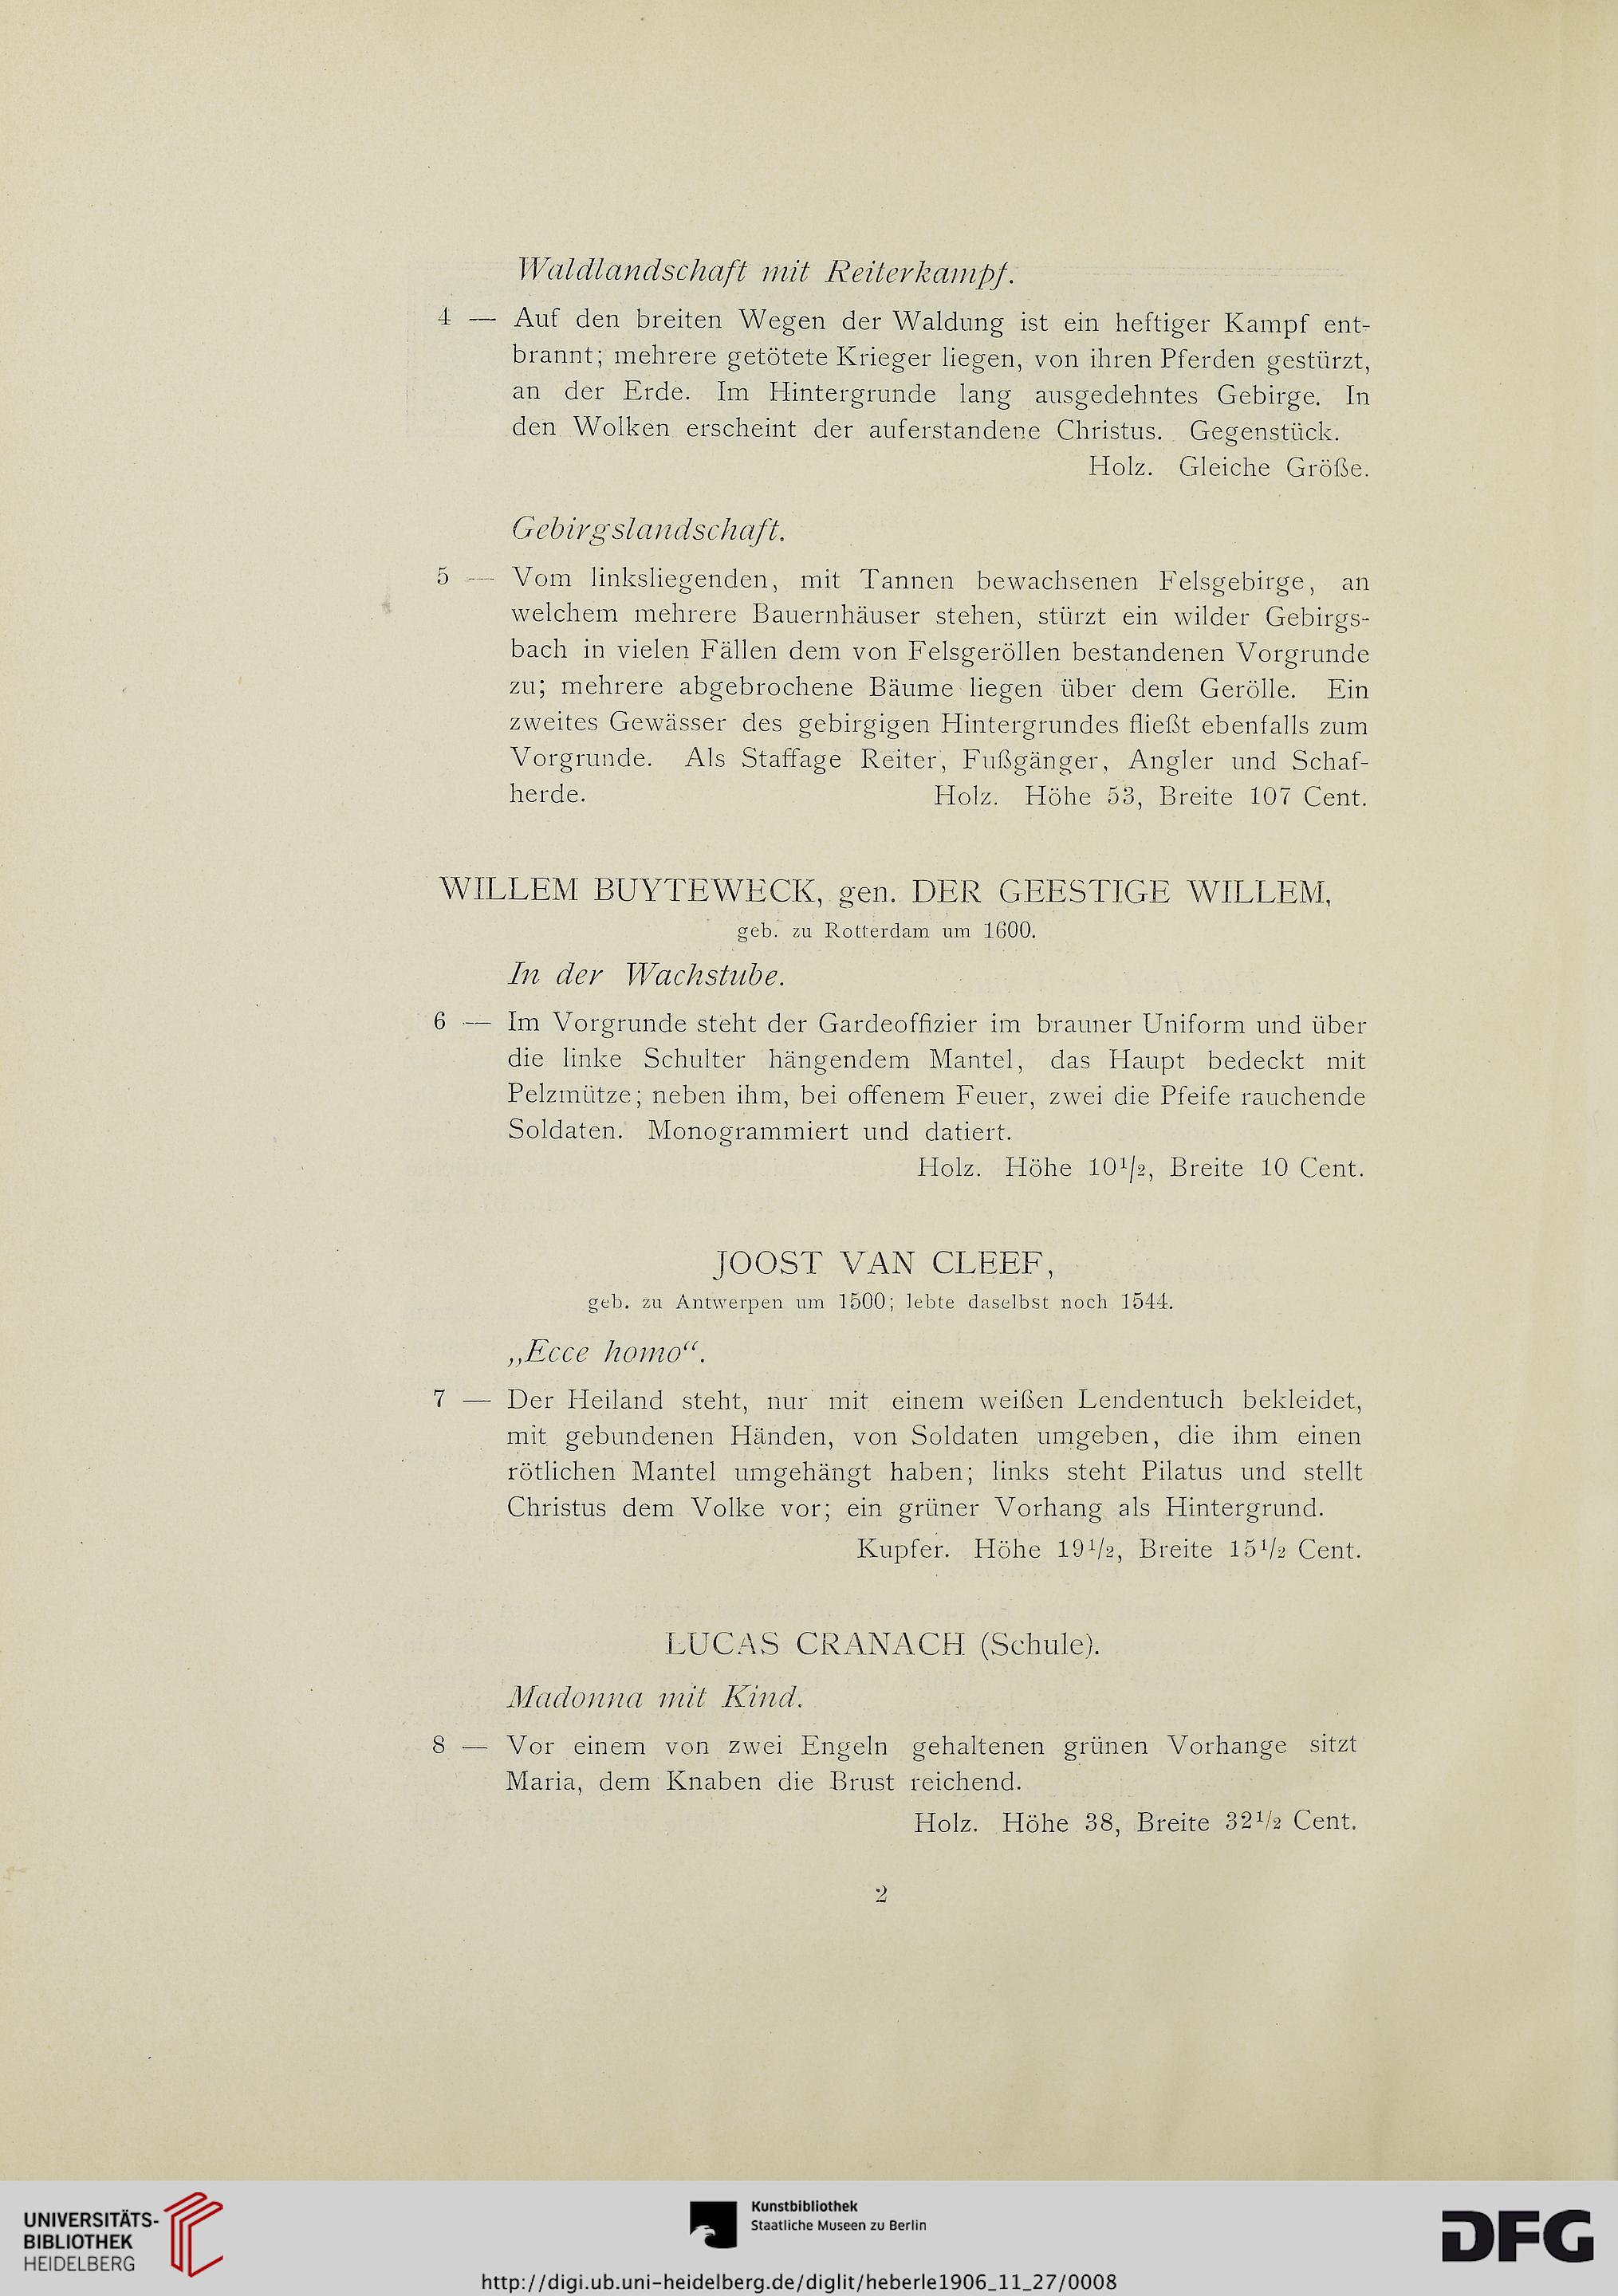 Waldlandschaft mit Reiterkampf.
4 — Auf den breiten Wegen der Waldung ist ein heftiger Kampf ent-
brannt; mehrere getötete Krieger liegen, von ihren Pferden gestürzt,
an der Erde. Im Hintergrunde lang ausgedehntes Gebirge. In
den Wolken erscheint der auferstandene Christus. Gegenstück.
Holz. Gleiche Größe.
Gebirgslandschaft.
5 — Vom linksliegenden, mit Tannen bewachsenen Felsgebirge, an
welchem mehrere Bauernhäuser stehen, stürzt ein wilder Gebirgs-
bach in vielen Fällen dem von Felsgeröllen bestandenen Vorgrunde
zu; mehrere abgebrochene Bäume liegen über dem Gerölle. Ein
zweites Gewässer des gebirgigen Hintergrundes fließt ebenfalls zum
Vorgrunde. Als Staffage Reiter, Fußgänger, Angler und Schaf-
herde. Holz. Höhe 53, Breite 107 Cent.
WILLEM BUYTEWECK, gen. DER GEESTIGE WILLEM,
geb. zu Rotterdam um 1600.
In der Wachstube.
6 — Im Vorgrunde steht der Gardeoffizier im brauner Uniform und über
die linke Schulter hängendem Mantel, das Haupt bedeckt mit
Pelzmütze; neben ihm, bei offenem Feuer, zwei die Pfeife rauchende
Soldaten. Monogrammiert und datiert.
Holz. Höhe 10¹/₂, Breite 10 Cent.
JOOST VAN CLEEF,
geb. zu Antwerpen um 1500; lebte daselbst noch 1544.
„Ecce homo“.
7 — Der Heiland steht, nur mit einem weißen Lendentuch bekleidet,
mit gebundenen Händen, von Soldaten umgeben, die ihm einen
rötlichen Mantel umgehängt haben; links steht Pilatus und stellt
Christus dem Volke vor; ein grüner Vorhang als Hintergrund.
Kupfer. Höhe 19¹/₂, Breite 15¹/₂ Cent.
LUCAS CRANACH (Schule).
Madonna mit Kind.
8 — Vor einem von zwei Engeln gehaltenen grünen Vorhange sitzt
Maria, dem Knaben die Brust reichend.
Holz. Höhe 38, Breite 32¹/₂ Cent.
2
UNIVERSITÄTS-
BIBLIOTHEK
HEIDELBERG
Kunstbibliothek
Staatliche Museen zu Berlin
DFG
http://digi.ub.uni-heidelberg.de/diglit/heberle1906_11_27/0008